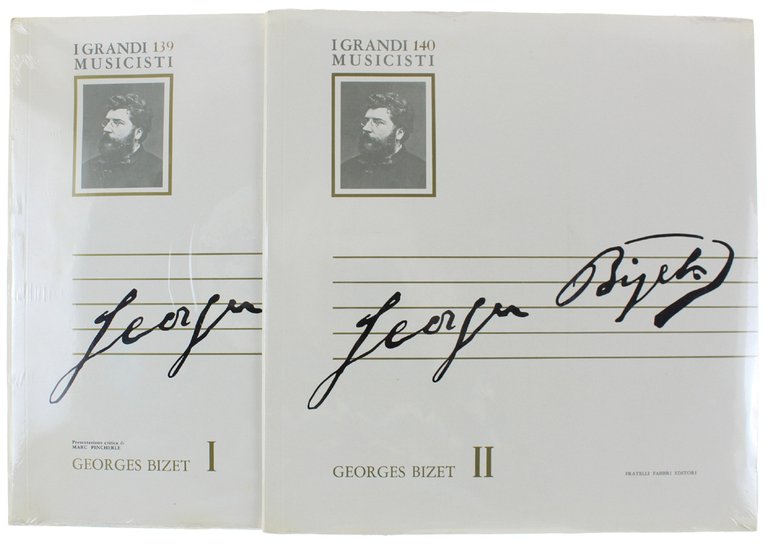 I GRANDI 139
MUSICISTI
Georges
Presentazione critica di
MARC PINCHERLE
GEORGES BIZET I
I GRANDI 140
MUSICISTI
Georges Bizet
GEORGES BIZET II
FRATELLI FABBRI EDITORI